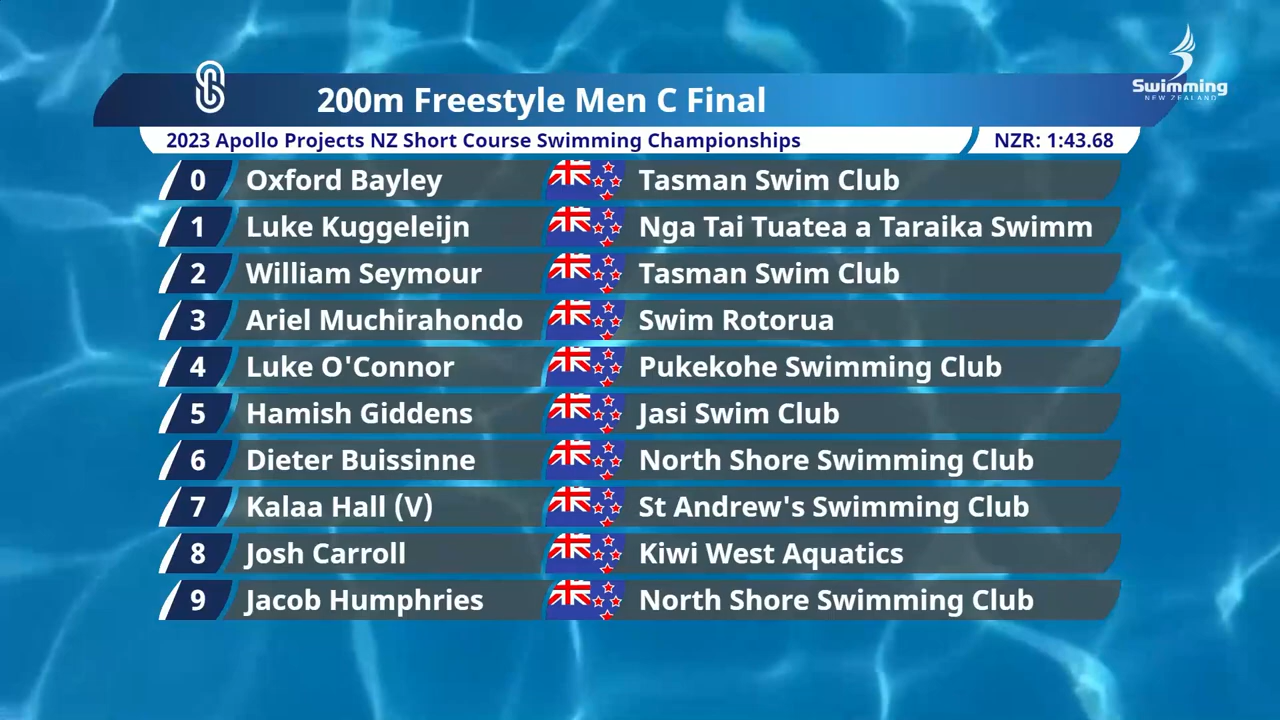 200m Freestyle Men C Final
Swimming
NEW ZEALAND
2023 Apollo Projects NZ Short Course Swimming Championships NZR: 1:43.68
0 Oxford Bayley Tasman Swim Club
1 Luke Kuggeleijn Nga Tai Tuatea a Taraika Swimm
2 William Seymour Tasman Swim Club
3 Ariel Muchirahondo Swim Rotorua
4 Luke O'Connor Pukekohe Swimming Club
5 Hamish Giddens Jasi Swim Club
6 Dieter Buissinne North Shore Swimming Club
7 Kalaa Hall (V) St Andrew's Swimming Club
8 Josh Carroll Kiwi West Aquatics
9 Jacob Humphries North Shore Swimming Club